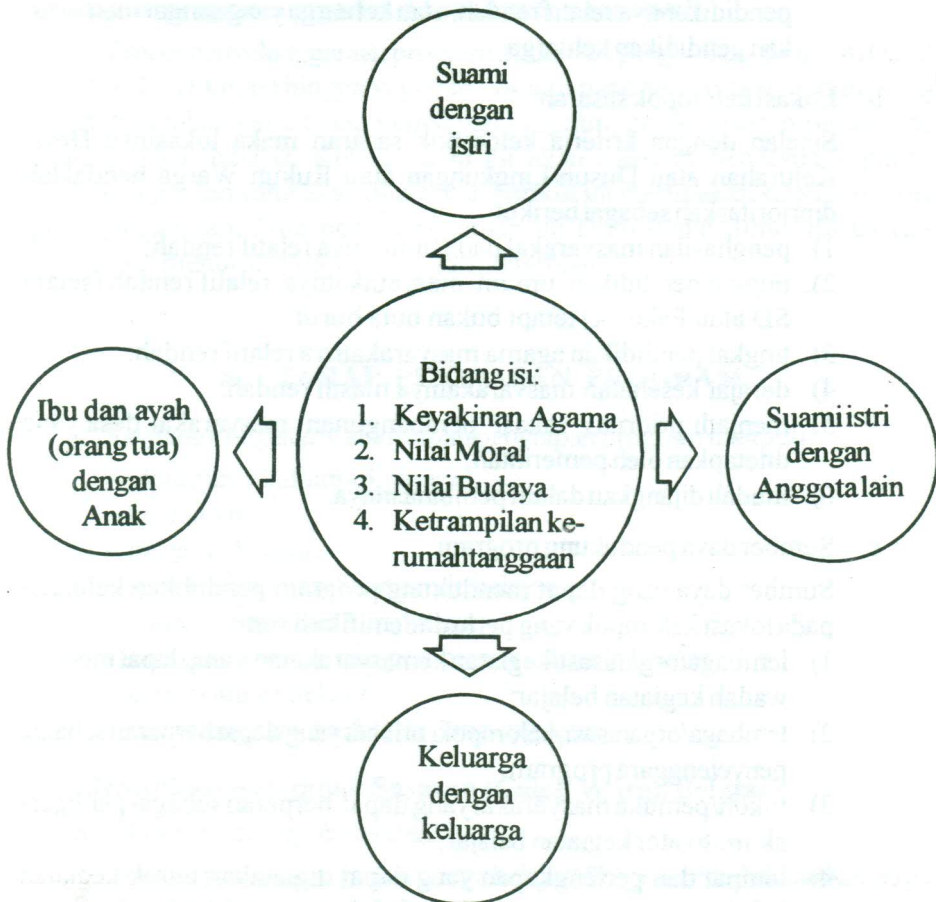 Suami
dengan
istri
Bidang isi:
1. Keyakinan Agama
2. Nilai Moral
3. Nilai Budaya
4. Ketrampilan ke-
rumahtanggaan
Ibu dan ayah
(orang tua)
dengan
Anak
Suami istri
dengan
Anggota lain
Keluarga
dengan
keluarga